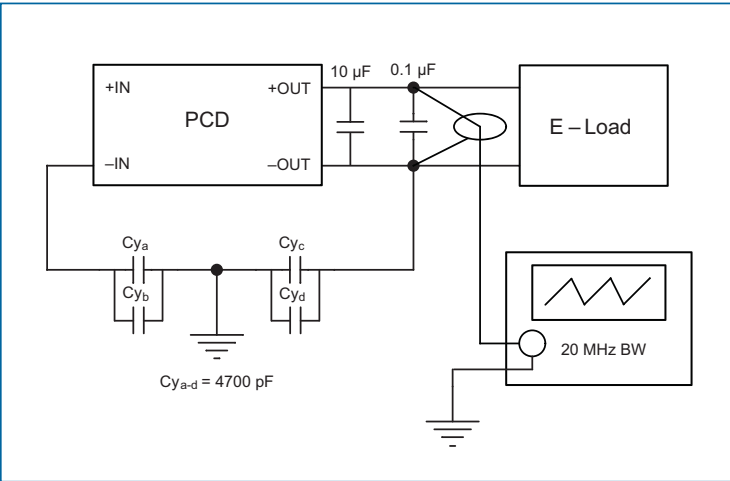 10 µF
0.1 µF
+IN
+OUT
PCD
E – Load
–IN
–OUT
Cya
Cyc
Cyb
Cyd
20 MHz BW
Cya-d = 4700 pF